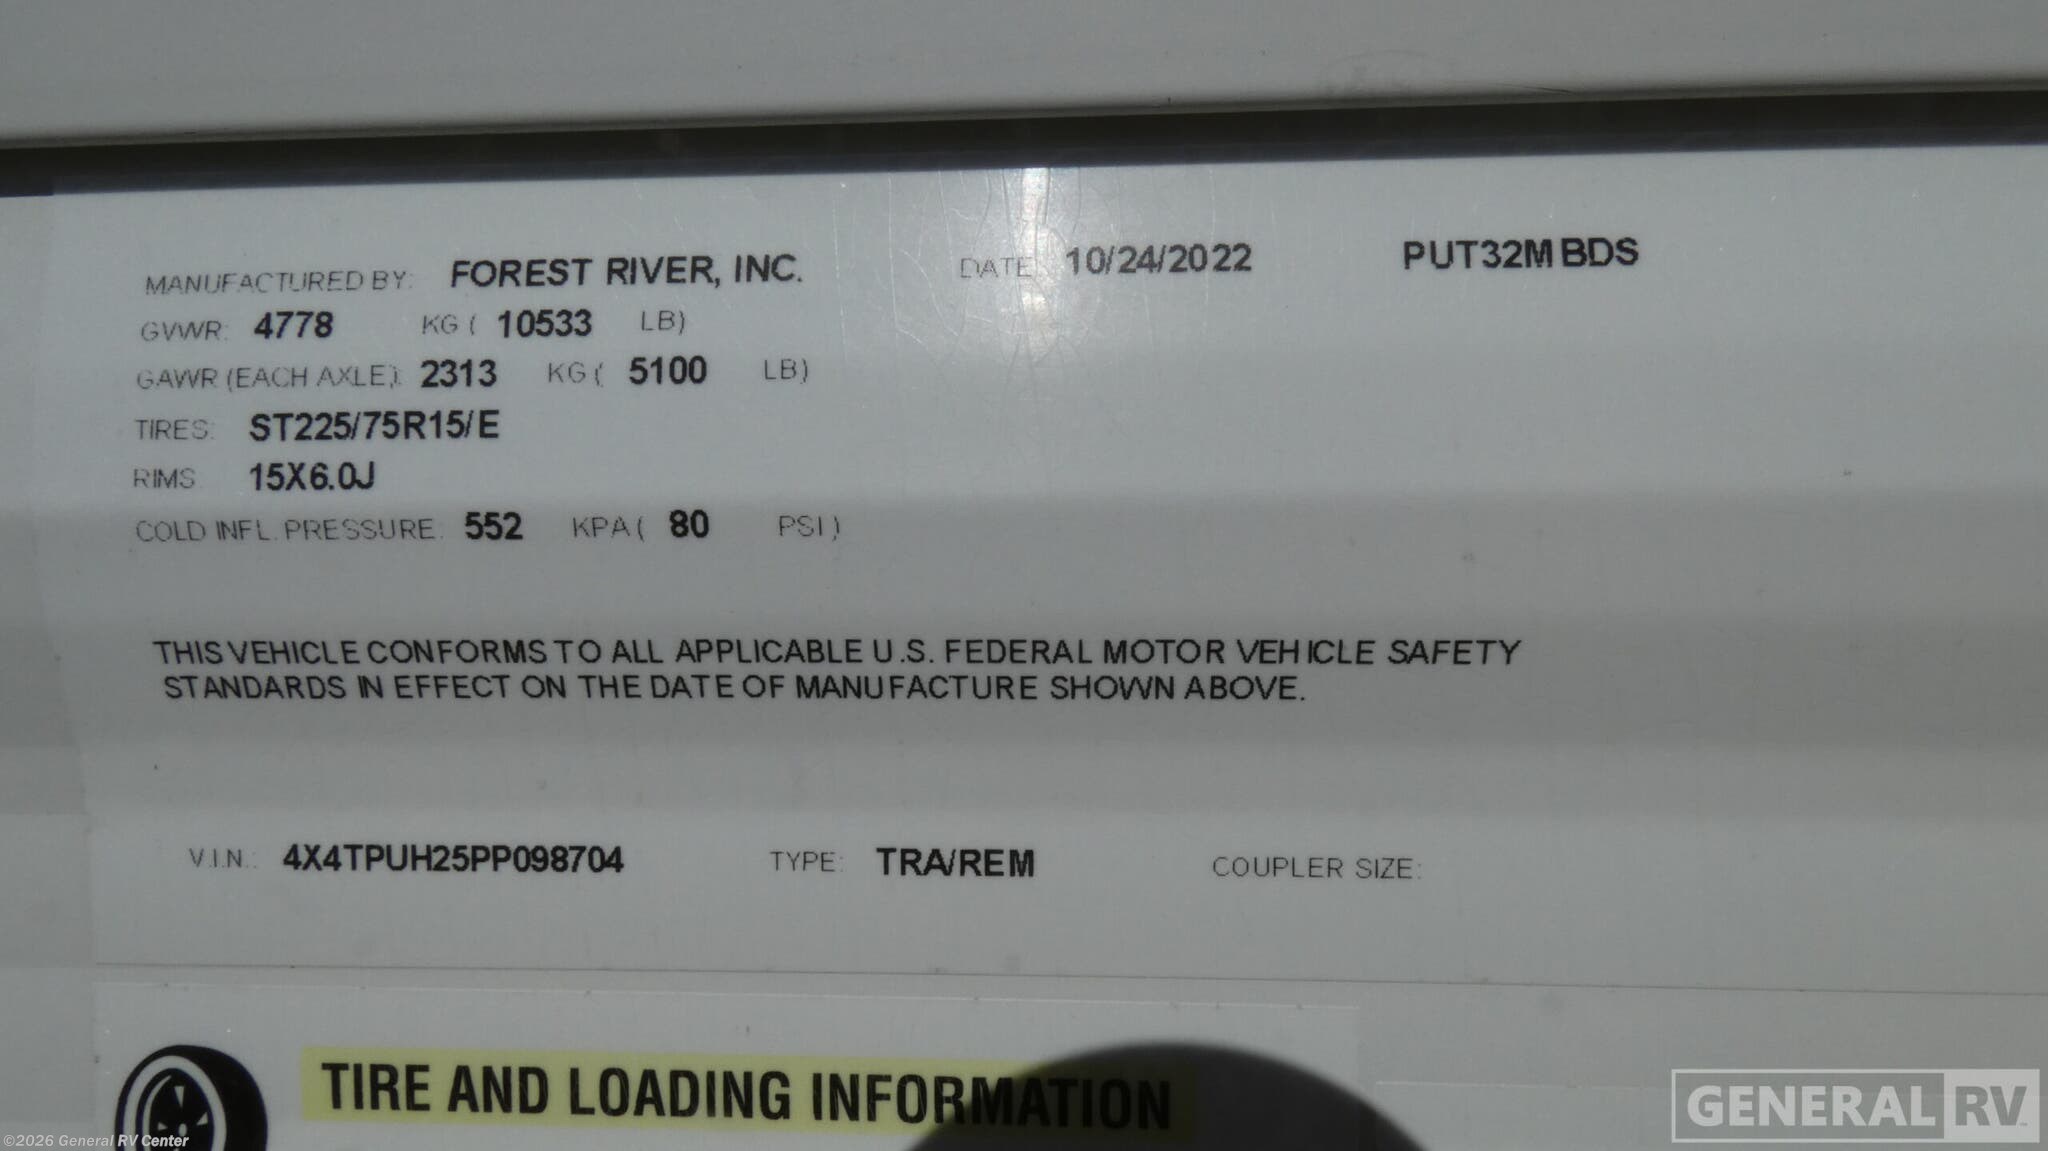 MANUFACTURED BY: FOREST RIVER, INC. DATE: 10/24/2022 PUT32MBDS
GVWR: 4778 KG ( 10533 LB)
GAWR (EACH AXLE): 2313 KG ( 5100 LB)
TIRES: ST225/75R15/E
RIMS: 15X6.0J
COLD INFL. PRESSURE: 552 KPA ( 80 PSI )
THIS VEHICLE CONFORMS TO ALL APPLICABLE U.S. FEDERAL MOTOR VEHICLE SAFETY
STANDARDS IN EFFECT ON THE DATE OF MANUFACTURE SHOWN ABOVE.
V.I.N.: 4X4TPUH25PP098704 TYPE: TRA/REM COUPLER SIZE:
TIRE AND LOADING INFORMATION
GENERAL RV
©2026 General RV Center